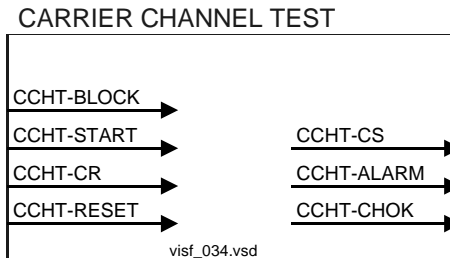 CARRIER CHANNEL TEST
CCHT-BLOCK
CCHT-START
CCHT-CR
CCHT-RESET
CCHT-CS
CCHT-ALARM
CCHT-CHOK
visf_034.vsd